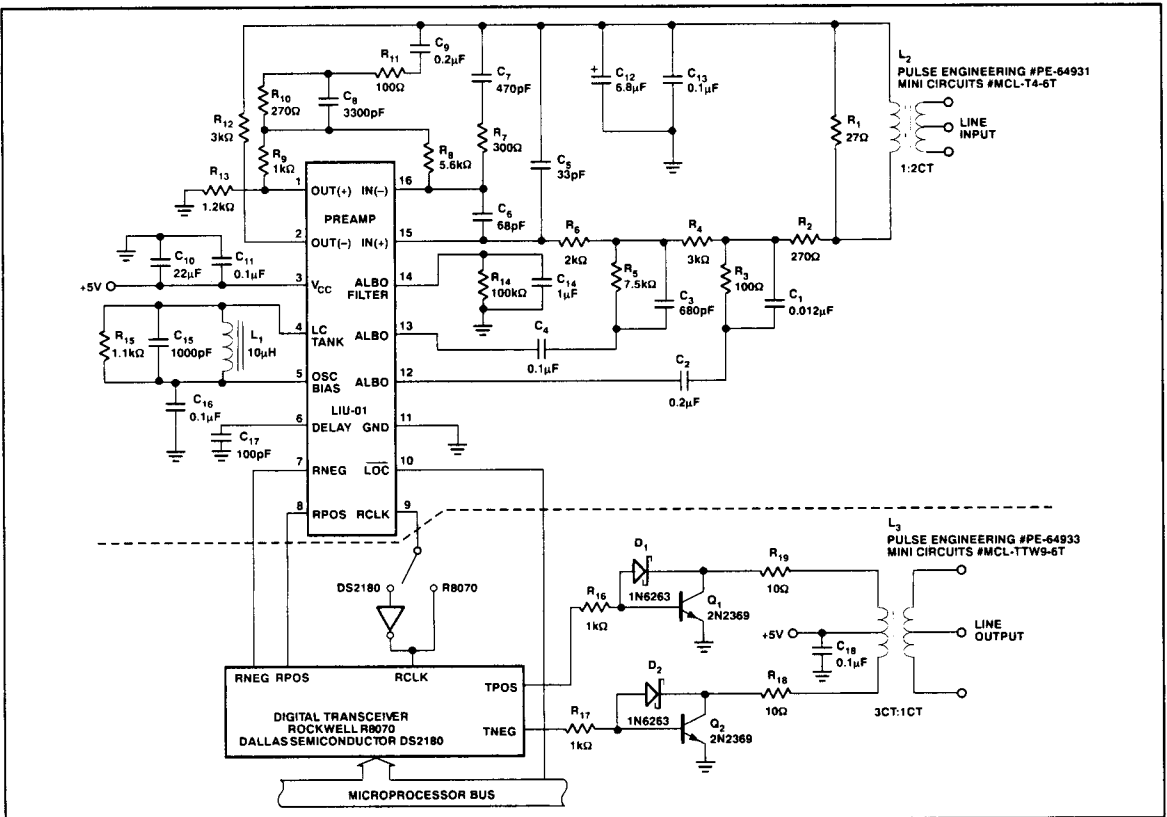 C9
0.2µF
R11
100Ω
C7
470pF
C12
6.8µF
+
C13
0.1µF
L2
PULSE ENGINEERING #PE-64931
MINI CIRCUITS #MCL-T4-6T
LINE
INPUT
1:2CT
R1
27Ω
R10
270Ω
C8
3300pF
R12
3kΩ
R9
1kΩ
R8
5.6kΩ
R7
300Ω
C5
33pF
R13
1.2kΩ
C6
68pF
R6
2kΩ
R4
3kΩ
R2
270Ω
R5
7.5kΩ
C3
680pF
R3
100Ω
C1
0.012µF
C10
22µF
C11
0.1µF
+5V
R14
100kΩ
C14
1µF
R15
1.1kΩ
C15
1000pF
L1
10µH
C4
0.1µF
C2
0.2µF
C16
0.1µF
C17
100pF
1 OUT(+) IN(−) 16
PREAMP
2 OUT(−) IN(+) 15
3 VCC ALBO FILTER 14
4 LC TANK ALBO 13
5 OSC BIAS ALBO 12
LIU-01
6 DELAY GND 11
7 RNEG L̅O̅C̅ 10
8 RPOS RCLK 9
DS2180
R8070
L3
PULSE ENGINEERING #PE-64933
MINI CIRCUITS #MCL-TTW9-6T
D1
1N6263
R16
1kΩ
Q1
2N2369
R19
10Ω
+5V
C18
0.1µF
LINE
OUTPUT
3CT:1CT
D2
1N6263
R17
1kΩ
Q2
2N2369
R18
10Ω
RNEG RPOS RCLK
TPOS
TNEG
DIGITAL TRANSCEIVER
ROCKWELL R8070
DALLAS SEMICONDUCTOR DS2180
MICROPROCESSOR BUS